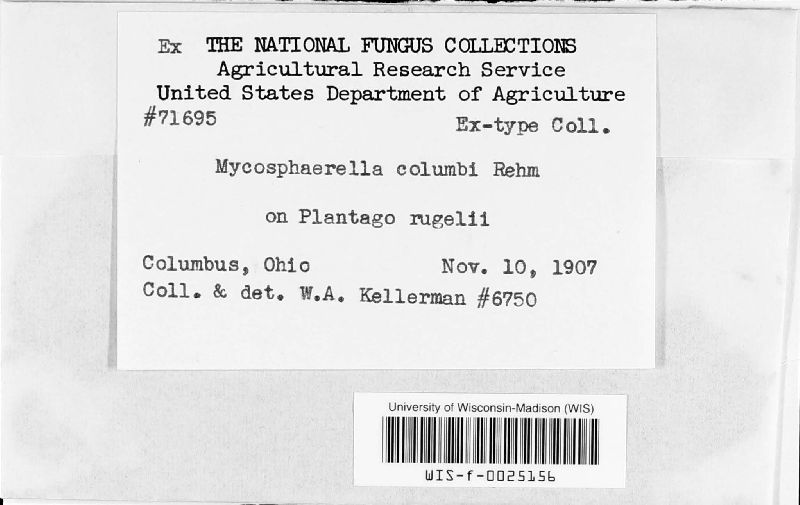 Ex THE NATIONAL FUNGUS COLLECTIONS
Agricultural Research Service
United States Department of Agriculture
#71695 Ex-type Coll.
Mycosphaerella columbi Rehm
on Plantago rugelii
Columbus, Ohio Nov. 10, 1907
Coll. & det. W.A. Kellerman #6750
University of Wisconsin-Madison (WIS)
WIS-f-0025156